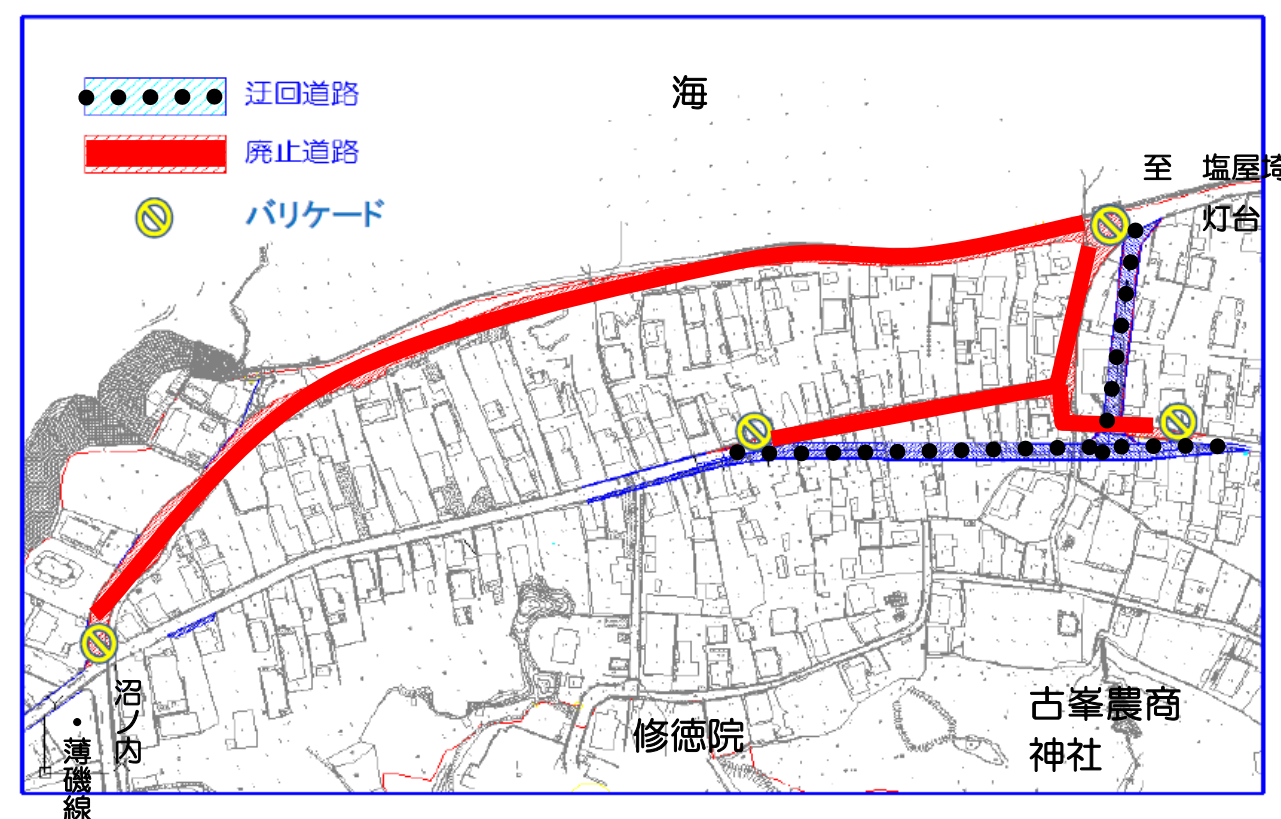 迂回道路
海
廃止道路
バリケード
至　塩屋埼
灯台
沼ノ内
・薄磯線
修徳院
古峯農商
神社